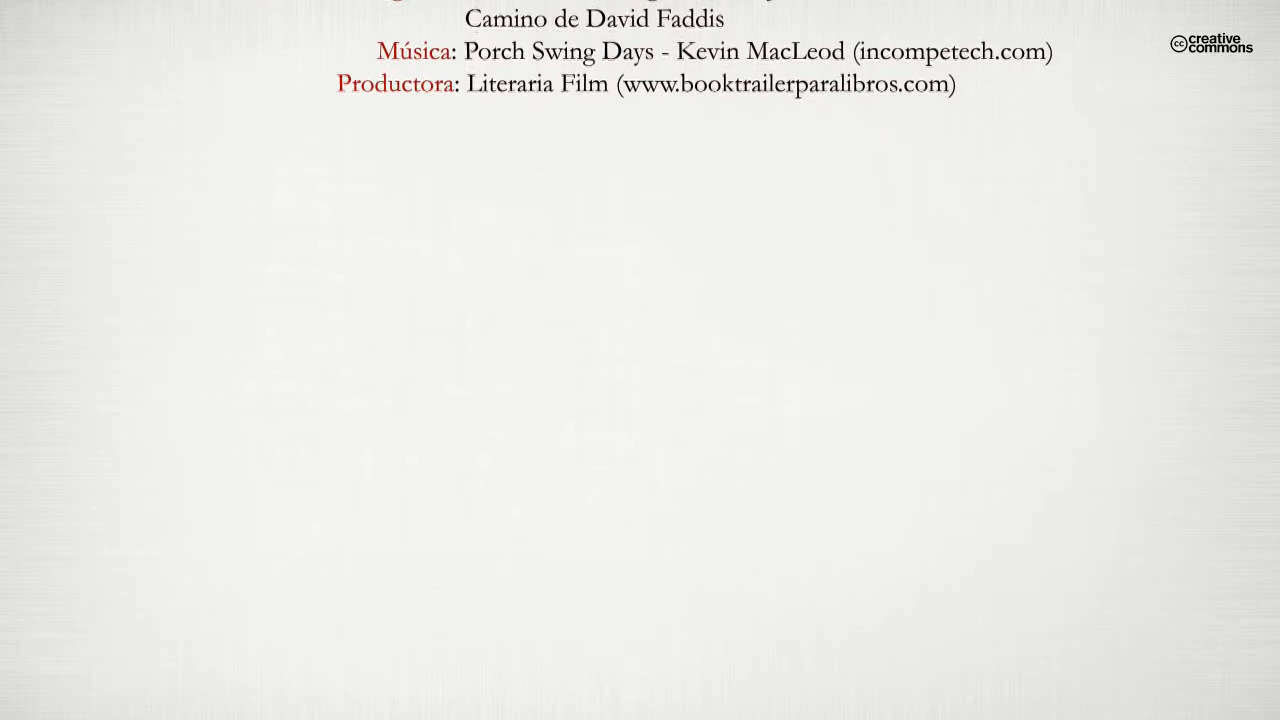 Camino de David Faddis
Música: Porch Swing Days - Kevin MacLeod (incompetech.com)
Productora: Literaria Film (www.booktrailerparalibros.com)
cc creative
commons